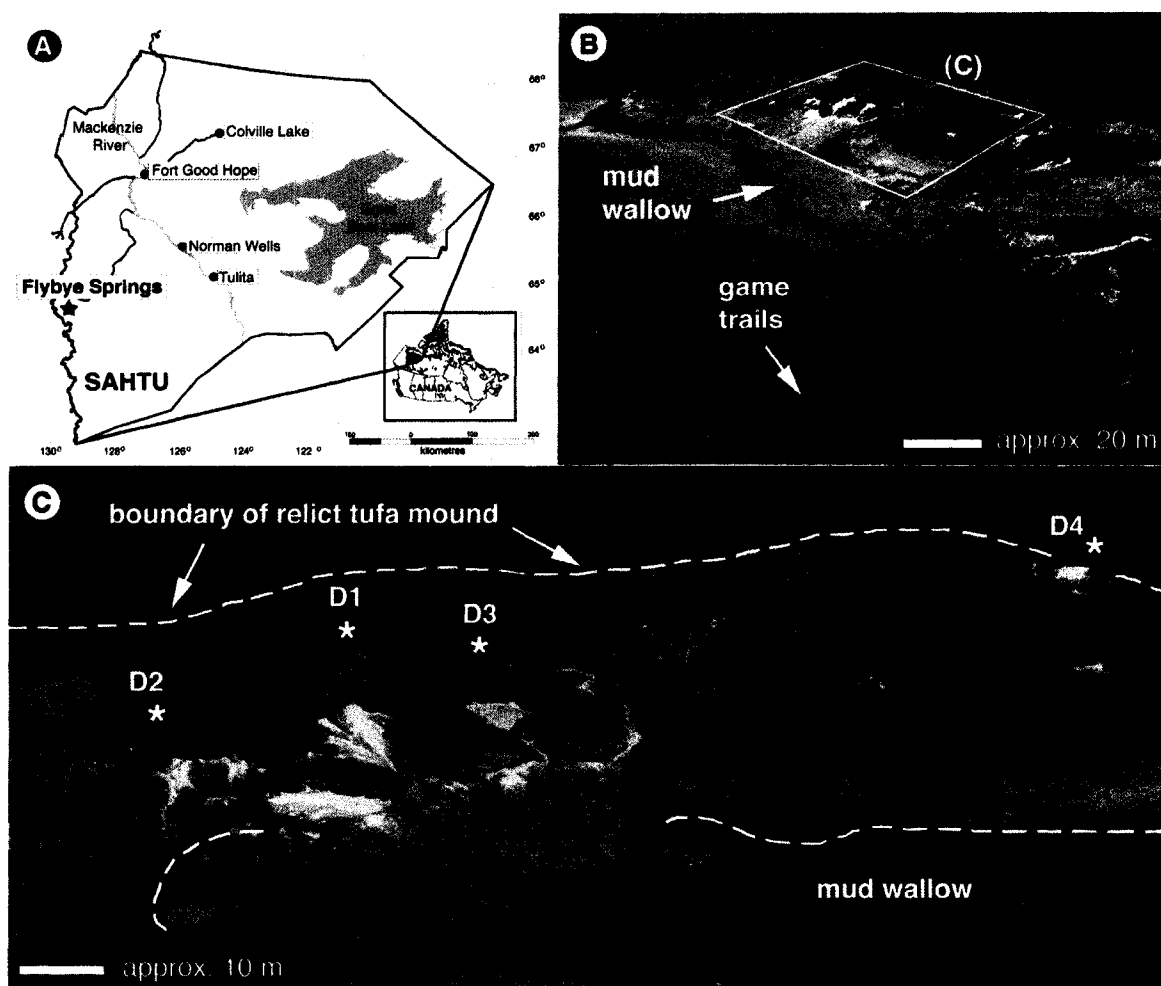 A
68°
Mackenzie
River
Colville Lake
67°
Fort Good Hope
66°
Norman Wells
65°
Tulita
Flybye Springs
64°
SAHTU
CANADA
130°
128°
126°
124°
122°
kilometres
B
(C)
mud
wallow
game
trails
approx. 20 m
C
boundary of relict tufa mound
D4
*
D1
*
D3
*
D2
*
mud wallow
approx. 10 m